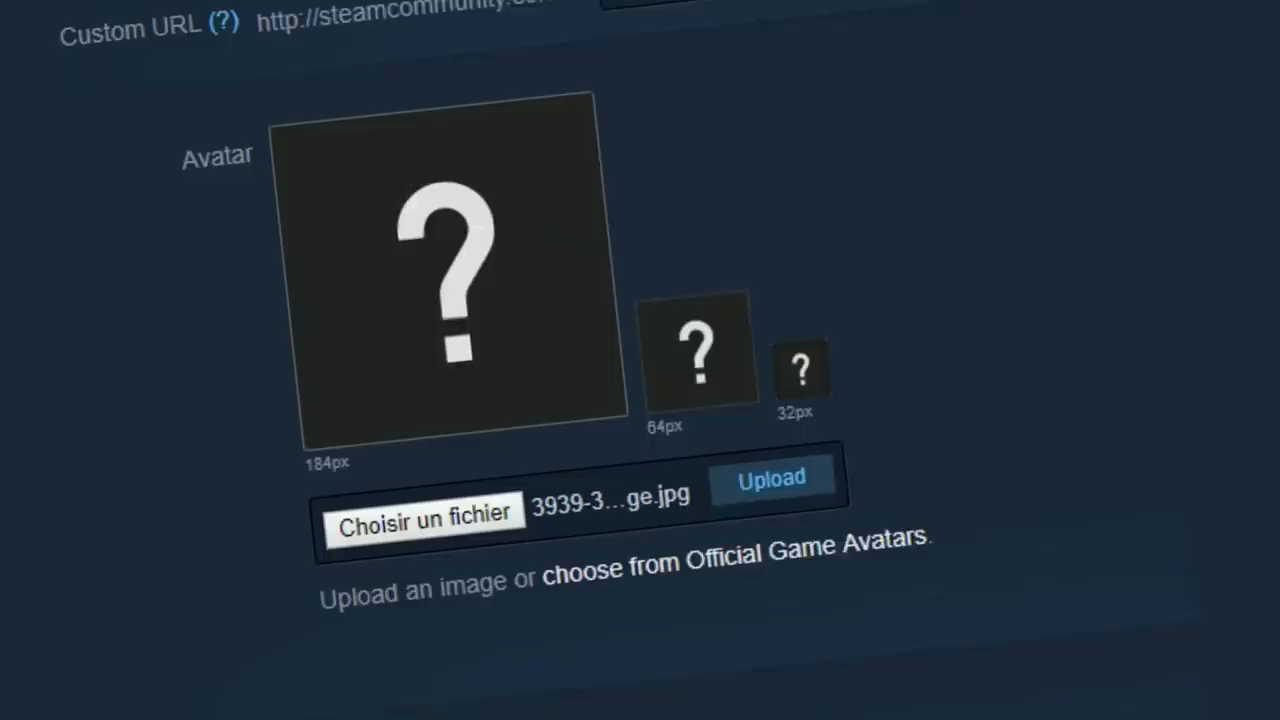 Custom URL (?) http://steamcommunity.co
Avatar
?
?
?
184px
64px
32px
Choisir un fichier 3939-3...ge.jpg Upload
Upload an image or choose from Official Game Avatars.